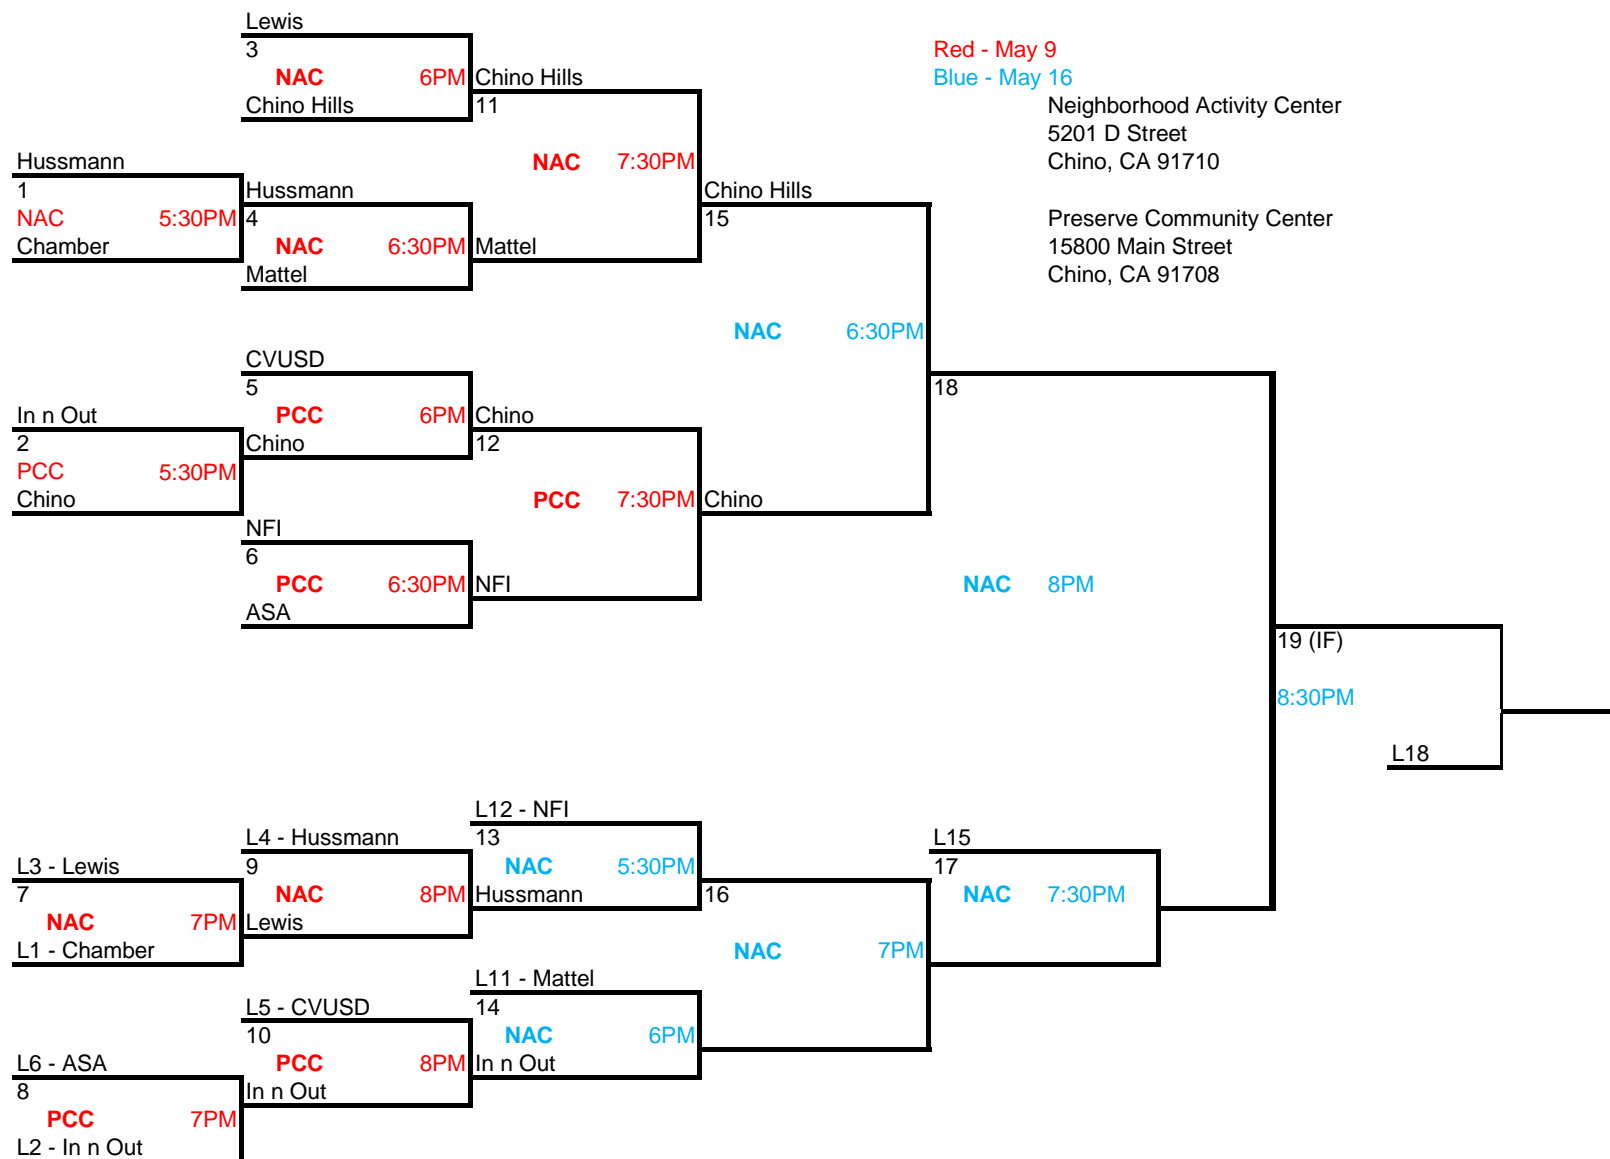 Lewis
3
Red - May 9
NAC 6PM Chino Hills
Blue - May 16
Chino Hills 11
Neighborhood Activity Center
5201 D Street
Hussmann
NAC 7:30PM
Chino, CA 91710
1 Hussmann
Chino Hills
NAC 5:30PM 4
15
Preserve Community Center
Chamber
NAC 6:30PM Mattel
15800 Main Street
Mattel
Chino, CA 91708
NAC 6:30PM
CVUSD
5
18
In n Out
PCC 6PM Chino
2 Chino 12
PCC 5:30PM
Chino
PCC 7:30PM Chino
NFI
6
PCC 6:30PM NFI
NAC 8PM
ASA
19 (IF)
8:30PM
L18
L12 - NFI
L4 - Hussmann 13
L15
L3 - Lewis 9
NAC 5:30PM
17
7
NAC 8PM Hussmann 16
NAC 7:30PM
NAC 7PM Lewis
L1 - Chamber
NAC 7PM
L11 - Mattel
L5 - CVUSD 14
10
NAC 6PM
L6 - ASA
PCC 8PM In n Out
8 In n Out
PCC 7PM
L2 - In n Out